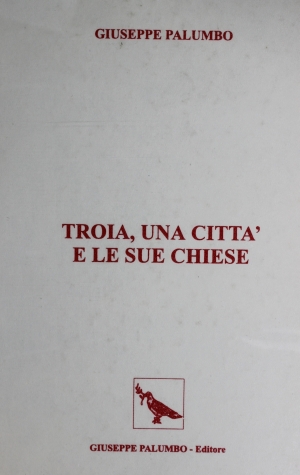 GIUSEPPE PALUMBO
TROIA, UNA CITTA'
E LE SUE CHIESE
GIUSEPPE PALUMBO - Editore